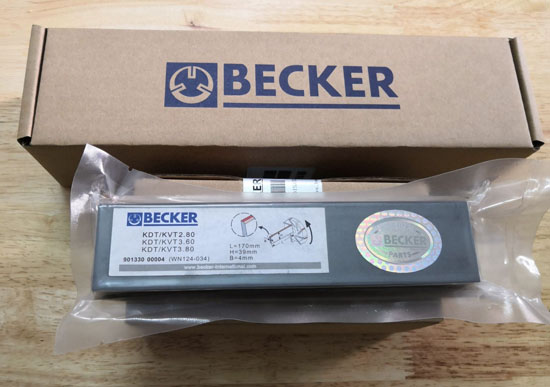 BECKER
BECKER
KDT/KVT2.80
KDT/KVT3.60
KDT/KVT3.80
901330 00004 (WN124-034)
L=170mm
H=39mm
B=4mm
BECKER
PARTS